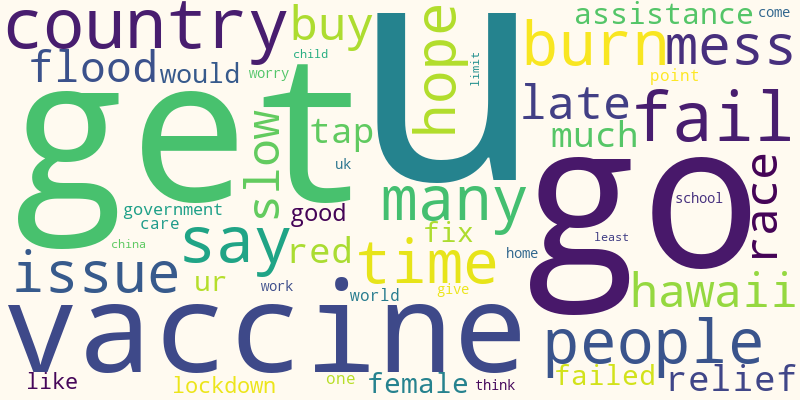 country
buy
u
hope
limit
burn
assistance
come
mess
flood
would
child
worry
get
slow
tap
uk
point
late
much
fail
many
go
race
school
least
government
care
china
say
good
red
fix
time
home
issue
ur
work
world
give
hawaii
vaccine
people
like
lockdown
one
female
think
failed
relief